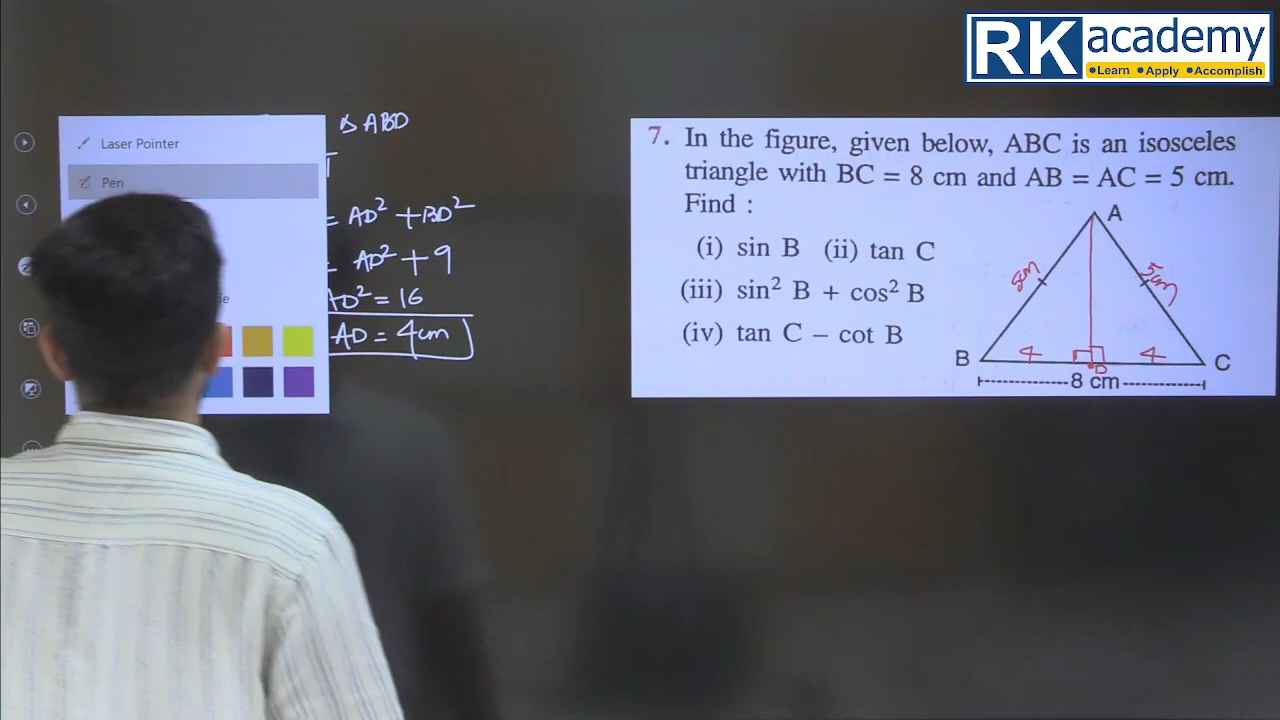 RK academy
•Learn •Apply •Accomplish
Laser Pointer
Pen
Δ ABD
= AD² + BD²
= AD² + 9
AD² = 16
AD = 4cm
7. In the figure, given below, ABC is an isosceles
triangle with BC = 8 cm and AB = AC = 5 cm.
Find :
(i) sin B (ii) tan C
(iii) sin² B + cos² B
(iv) tan C – cot B
A
5cm
B
4
4
C
D
8 cm